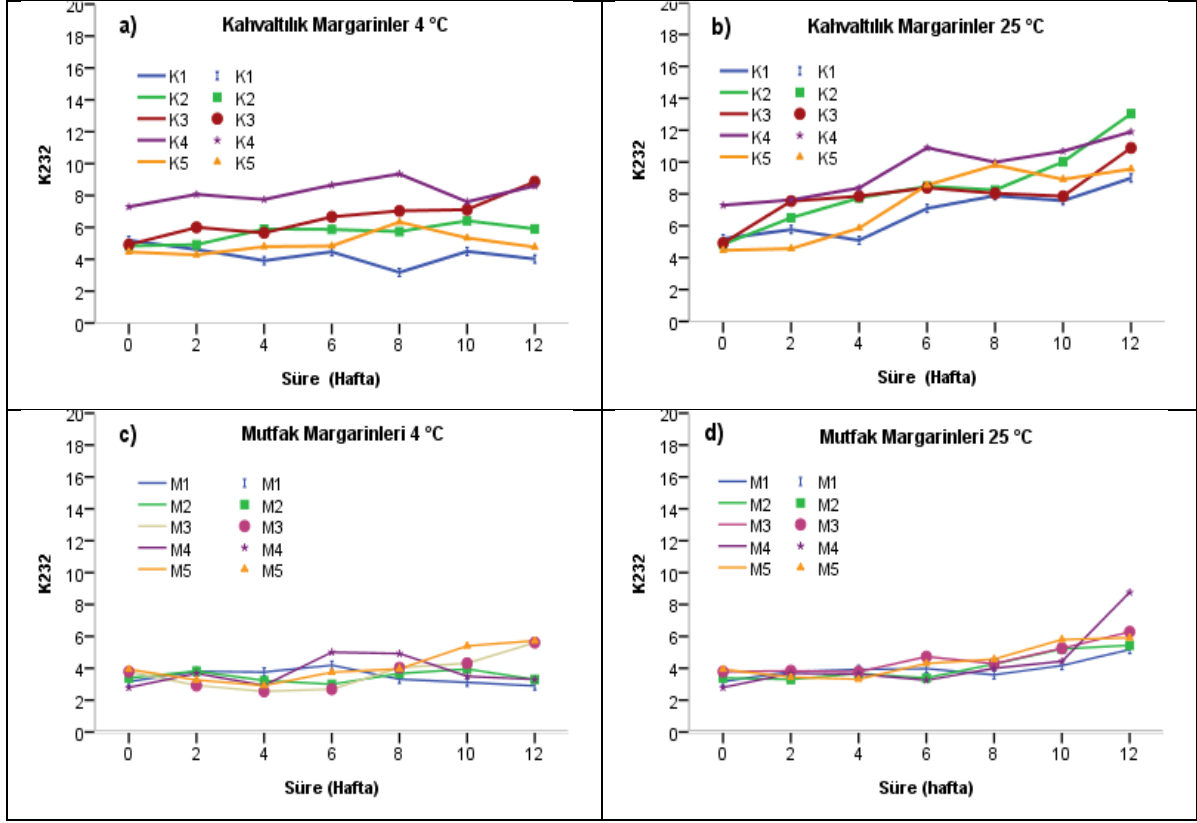 a) Kahvaltılık Margarinler 4 °C
K232
20
18
16
14
12
10
8
6
4
2
0
K1 K1
K2 K2
K3 K3
K4 K4
K5 K5
0 2 4 6 8 10 12
Süre (Hafta)
b) Kahvaltılık Margarinler 25 °C
K232
20
18
16
14
12
10
8
6
4
2
0
K1 K1
K2 K2
K3 K3
K4 K4
K5 K5
0 2 4 6 8 10 12
Süre (Hafta)
c) Mutfak Margarinleri 4 °C
K232
20
18
16
14
12
10
8
6
4
2
0
M1 M1
M2 M2
M3 M3
M4 M4
M5 M5
0 2 4 6 8 10 12
Süre (Hafta)
d) Mutfak Margarinleri 25 °C
K232
20
18
16
14
12
10
8
6
4
2
0
M1 M1
M2 M2
M3 M3
M4 M4
M5 M5
0 2 4 6 8 10 12
Süre (hafta)